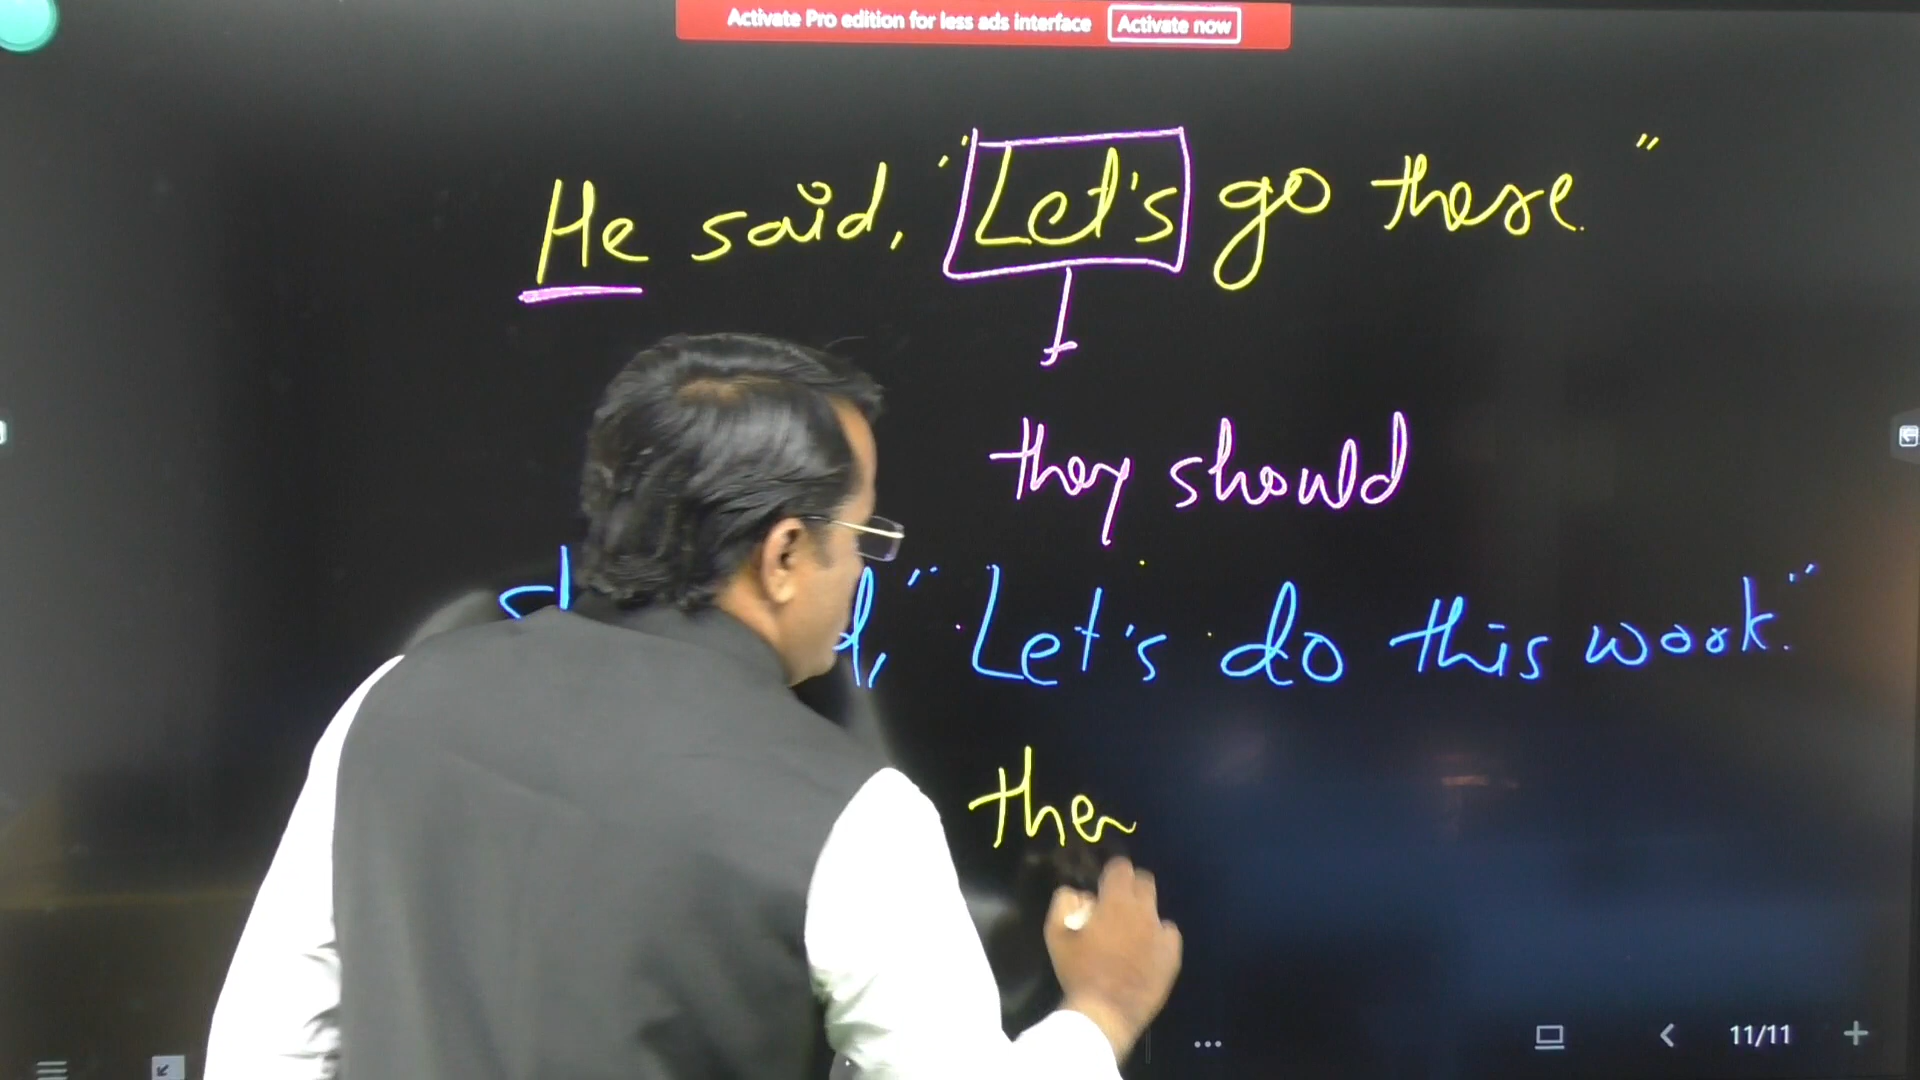 Activate Pro edition for less ads interface Activate now
He said, "Let's go there."
they should
"Let's do this work."
the
11/11